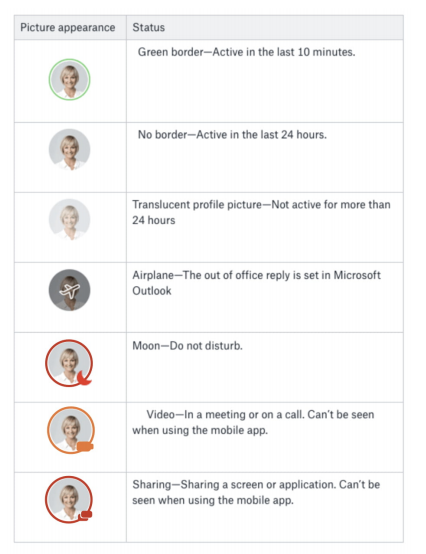 Picture appearance
Status
Green border—Active in the last 10 minutes.
No border—Active in the last 24 hours.
Translucent profile picture—Not active for more than
24 hours
Airplane—The out of office reply is set in Microsoft
Outlook
Moon—Do not disturb.
Video—In a meeting or on a call. Can't be seen
when using the mobile app.
Sharing—Sharing a screen or application. Can't be
seen when using the mobile app.